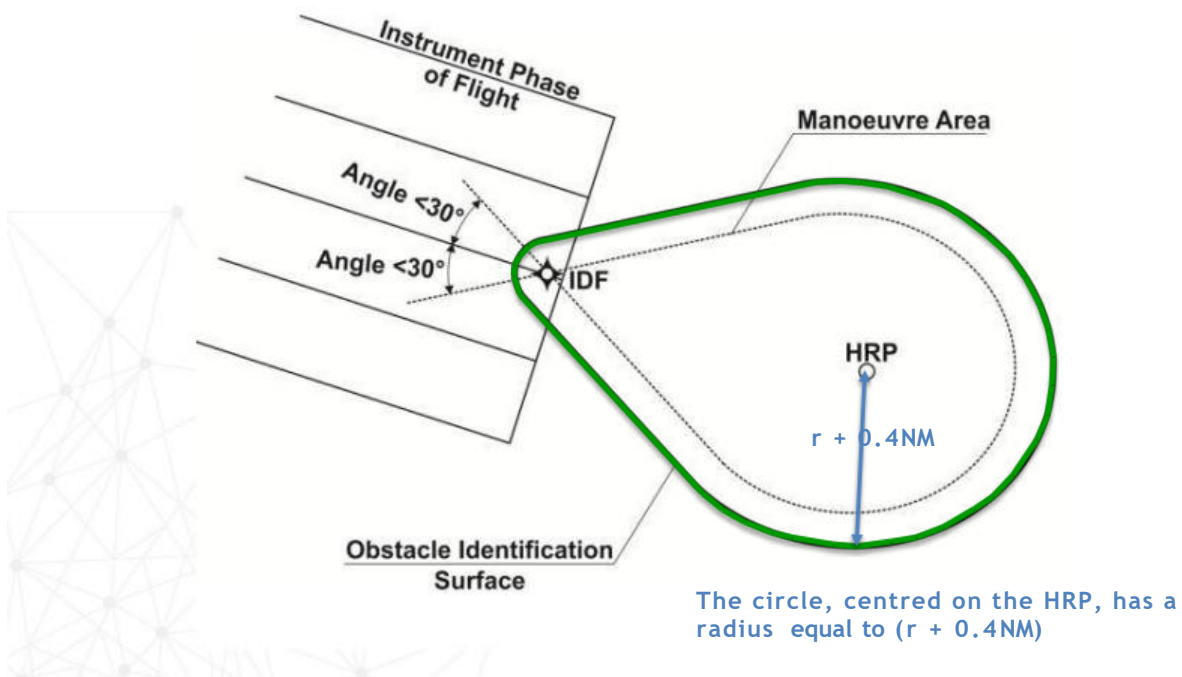 Instrument Phase
of Flight
Manoeuvre Area
Angle <30°
Angle <30°
IDF
HRP
r + 0.4NM
Obstacle Identification
Surface
The circle, centred on the HRP, has a
radius equal to (r + 0.4NM)